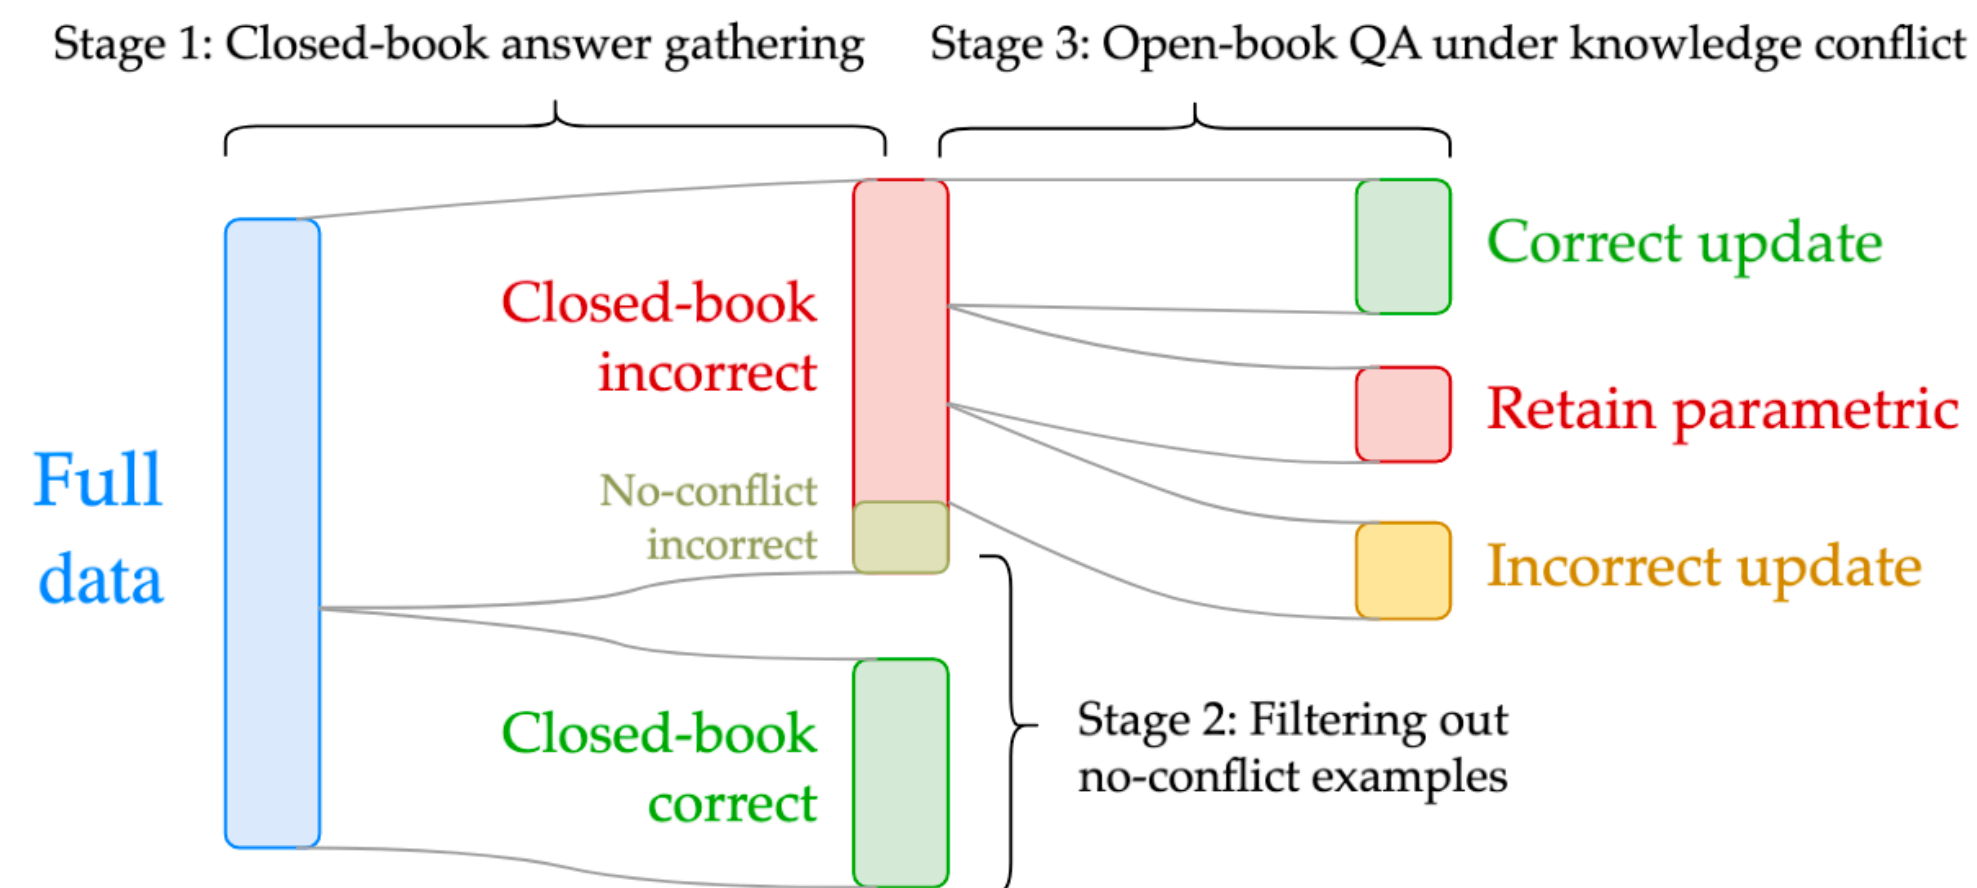 Stage 1: Closed-book answer gathering
Stage 3: Open-book QA under knowledge conflict
Correct update
Closed-book
incorrect
Retain parametric
Full
data
No-conflict
incorrect
Incorrect update
Closed-book
correct
Stage 2: Filtering out
no-conflict examples